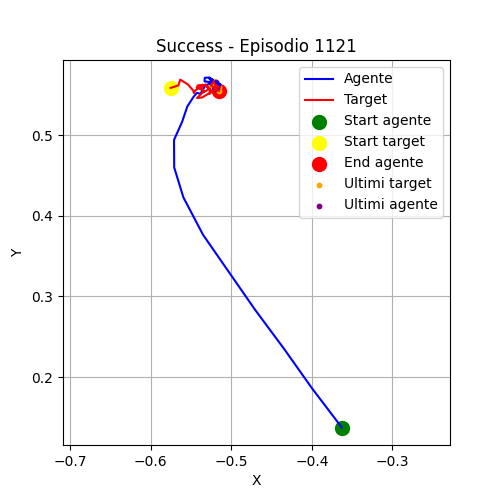 Success - Episodio 1121
Agente
Target
Start agente
Start target
End agente
Ultimi target
Ultimi agente
Y
0.5
0.4
0.3
0.2
−0.7
−0.6
−0.5
−0.4
−0.3
X